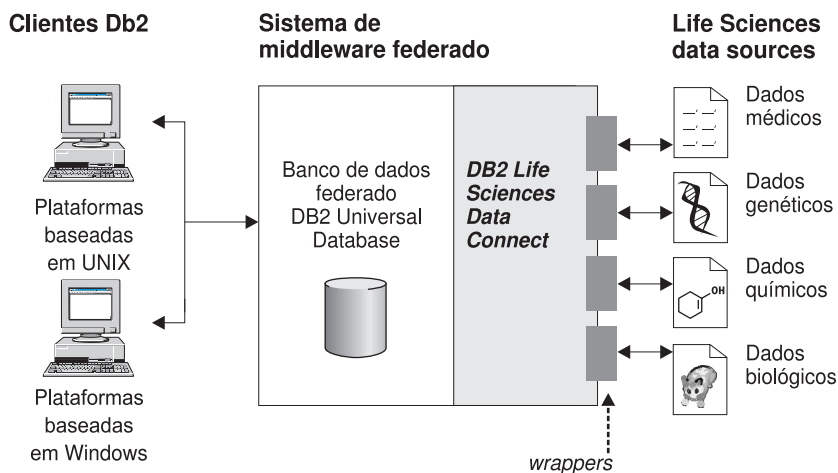 Clientes Db2
Plataformas
baseadas
em UNIX
Plataformas
baseadas
em Windows
Sistema de
middleware federado
Banco de dados
federado
DB2 Universal
Database
DB2 Life
Sciences
Data
Connect
wrappers
Life Sciences
data sources
Dados
médicos
Dados
genéticos
OH
Dados
químicos
Dados
biológicos